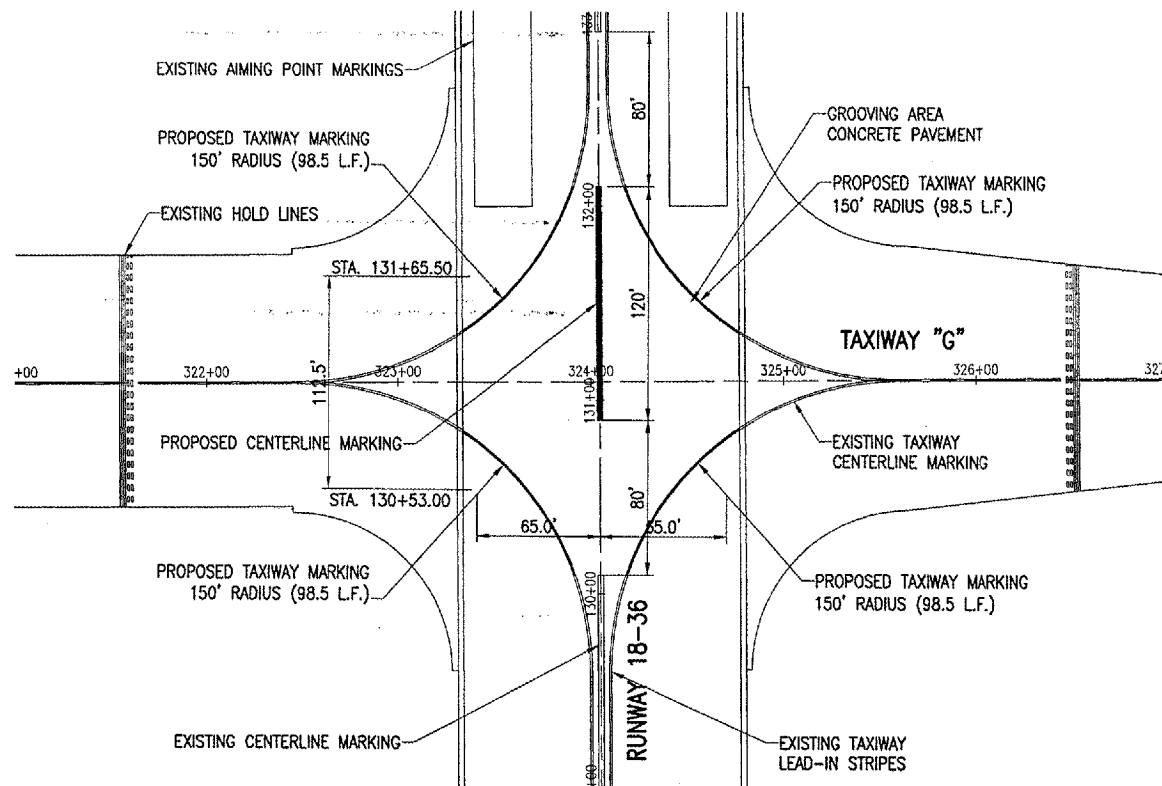 EXISTING AIMING POINT MARKINGS
80'
GROOVING AREA
CONCRETE PAVEMENT
PROPOSED TAXIWAY MARKING
150' RADIUS (98.5 L.F.)
PROPOSED TAXIWAY MARKING
150' RADIUS (98.5 L.F.)
EXISTING HOLD LINES
132+00
STA. 131+65.50
120'
TAXIWAY "G"
+00
322+00
323+00
324+00
325+00
326+00
327
112.5'
131+00
PROPOSED CENTERLINE MARKING
EXISTING TAXIWAY
CENTERLINE MARKING
STA. 130+53.00
80'
65.0'
65.0'
PROPOSED TAXIWAY MARKING
150' RADIUS (98.5 L.F.)
130+00
PROPOSED TAXIWAY MARKING
150' RADIUS (98.5 L.F.)
RUNWAY 18-36
EXISTING CENTERLINE MARKING
EXISTING TAXIWAY
LEAD-IN STRIPES
+00